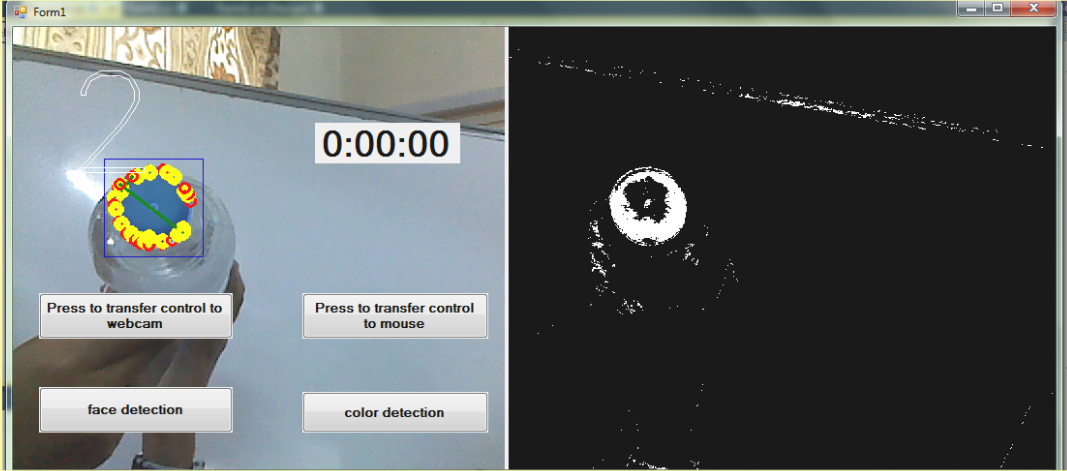 Form1
2
0:00:00
Press to transfer control to
webcam
Press to transfer control
to mouse
face detection
color detection